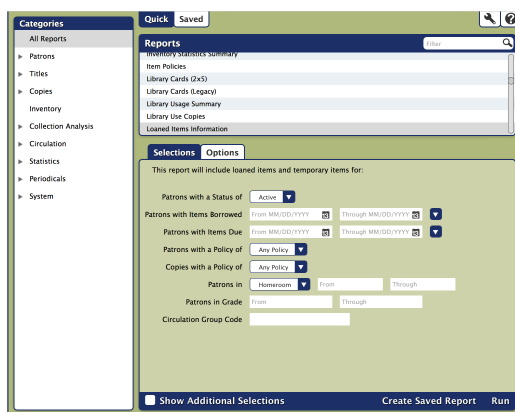 Categories
All Reports
Patrons
Titles
Copies
Inventory
Collection Analysis
Circulation
Statistics
Periodicals
System
Quick Saved
Reports Filter
Inventory Statistics Summary
Item Policies
Library Cards (2x5)
Library Cards (Legacy)
Library Usage Summary
Library Use Copies
Loaned Items Information
Selections Options
This report will include loaned items and temporary items for:
Patrons with a Status of Active
Patrons with Items Borrowed From MM/DD/YYYY Through MM/DD/YYYY
Patrons with Items Due From MM/DD/YYYY Through MM/DD/YYYY
Patrons with a Policy of Any Policy
Copies with a Policy of Any Policy
Patrons in Homeroom From Through
Patrons in Grade From Through
Circulation Group Code
Show Additional Selections Create Saved Report Run